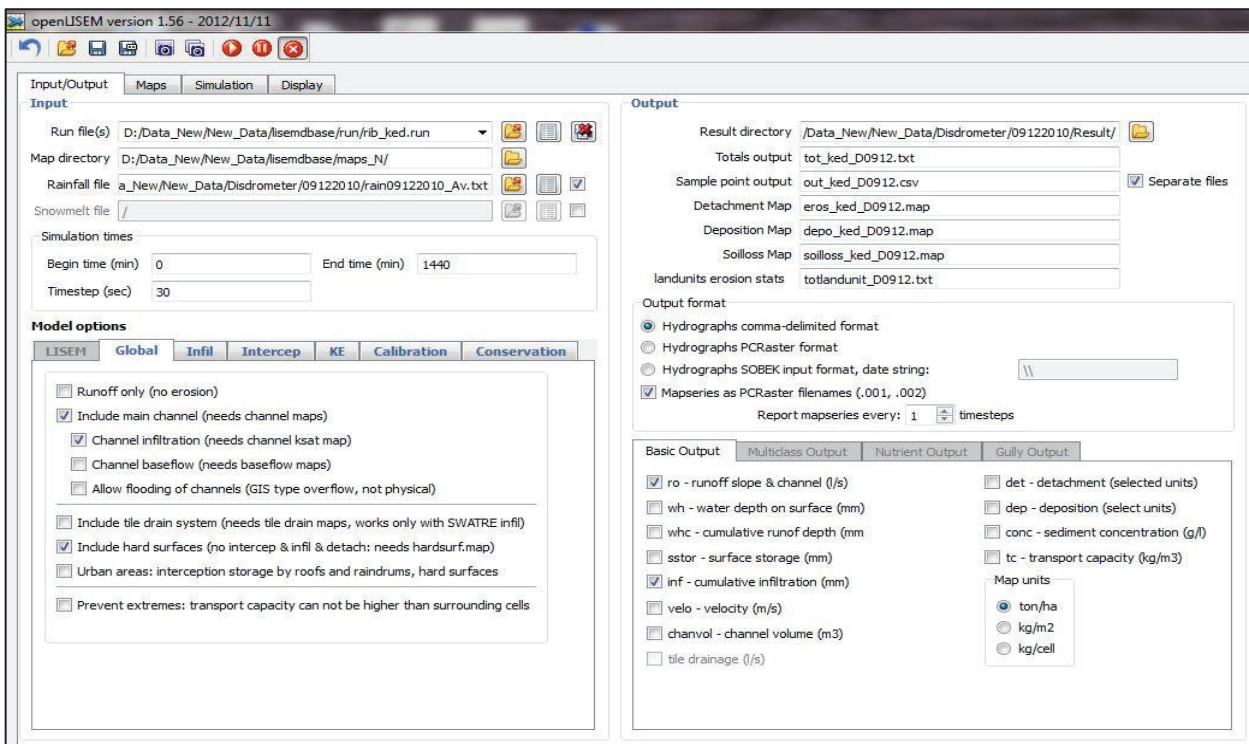 openLISEM version 1.56 - 2012/11/11
Input/Output Maps Simulation Display
Input
Run file(s) D:/Data_New/New_Data/lisemdbase/run/rib_ked.run
Map directory D:/Data_New/New_Data/lisemdbase/maps_N/
Rainfall file a_New/New_Data/Disdrometer/09122010/rain09122010_Av.txt
Snowmelt file /
Simulation times
Begin time (min) 0 End time (min) 1440
Timestep (sec) 30
Model options
LISEM Global Infil Intercep KE Calibration Conservation
Runoff only (no erosion)
Include main channel (needs channel maps)
Channel infiltration (needs channel ksat map)
Channel baseflow (needs baseflow maps)
Allow flooding of channels (GIS type overflow, not physical)
Include tile drain system (needs tile drain maps, works only with SWATRE infil)
Include hard surfaces (no intercep & infil & detach: needs hardsurf.map)
Urban areas: interception storage by roofs and raindrums, hard surfaces
Prevent extremes: transport capacity can not be higher than surrounding cells
Output
Result directory /Data_New/New_Data/Disdrometer/09122010/Result/
Totals output tot_ked_D0912.txt
Sample point output out_ked_D0912.csv Separate files
Detachment Map eros_ked_D0912.map
Deposition Map depo_ked_D0912.map
Soilloss Map soilloss_ked_D0912.map
landunits erosion stats totlandunit_D0912.txt
Output format
Hydrographs comma-delimited format
Hydrographs PCRaster format
Hydrographs SOBEK input format, date string: \\
Mapseries as PCRaster filenames (.001, .002)
Report mapseries every: 1 timesteps
Basic Output Multiclass Output Nutrient Output Gully Output
ro - runoff slope & channel (l/s)
wh - water depth on surface (mm)
whc - cumulative runof depth (mm
sstor - surface storage (mm)
inf - cumulative infiltration (mm)
velo - velocity (m/s)
chanvol - channel volume (m3)
tile drainage (l/s)
det - detachment (selected units)
dep - deposition (select units)
conc - sediment concentration (g/l)
tc - transport capacity (kg/m3)
Map units
ton/ha
kg/m2
kg/cell